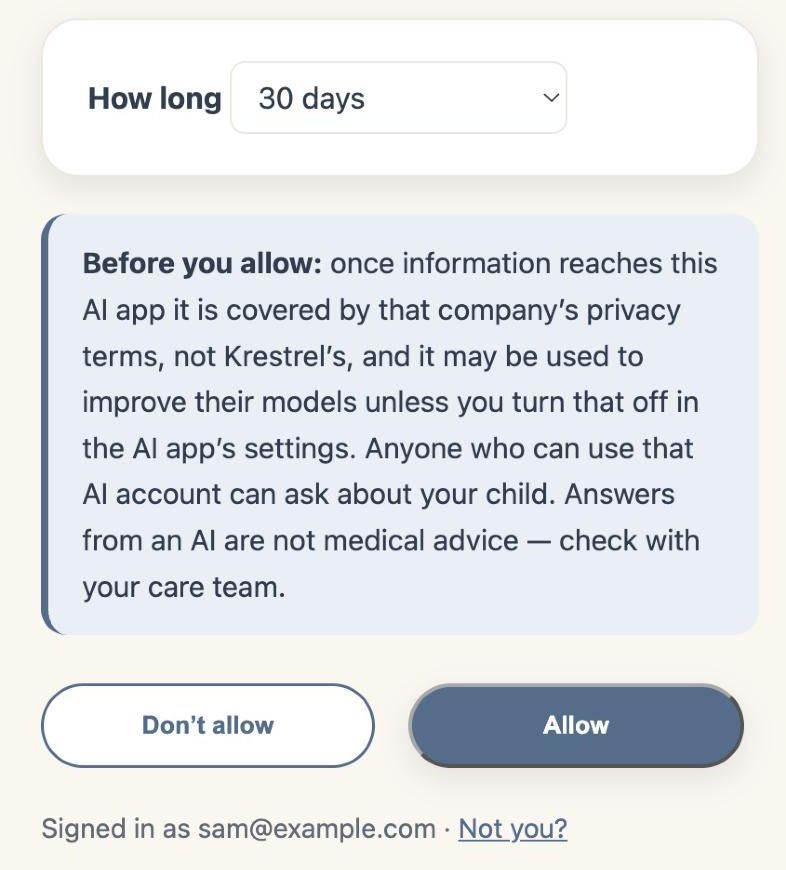 How long 30 days
Before you allow: once information reaches this
AI app it is covered by that company’s privacy
terms, not Krestrel’s, and it may be used to
improve their models unless you turn that off in
the AI app’s settings. Anyone who can use that
AI account can ask about your child. Answers
from an AI are not medical advice — check with
your care team.
Don’t allow Allow
Signed in as sam@example.com · Not you?